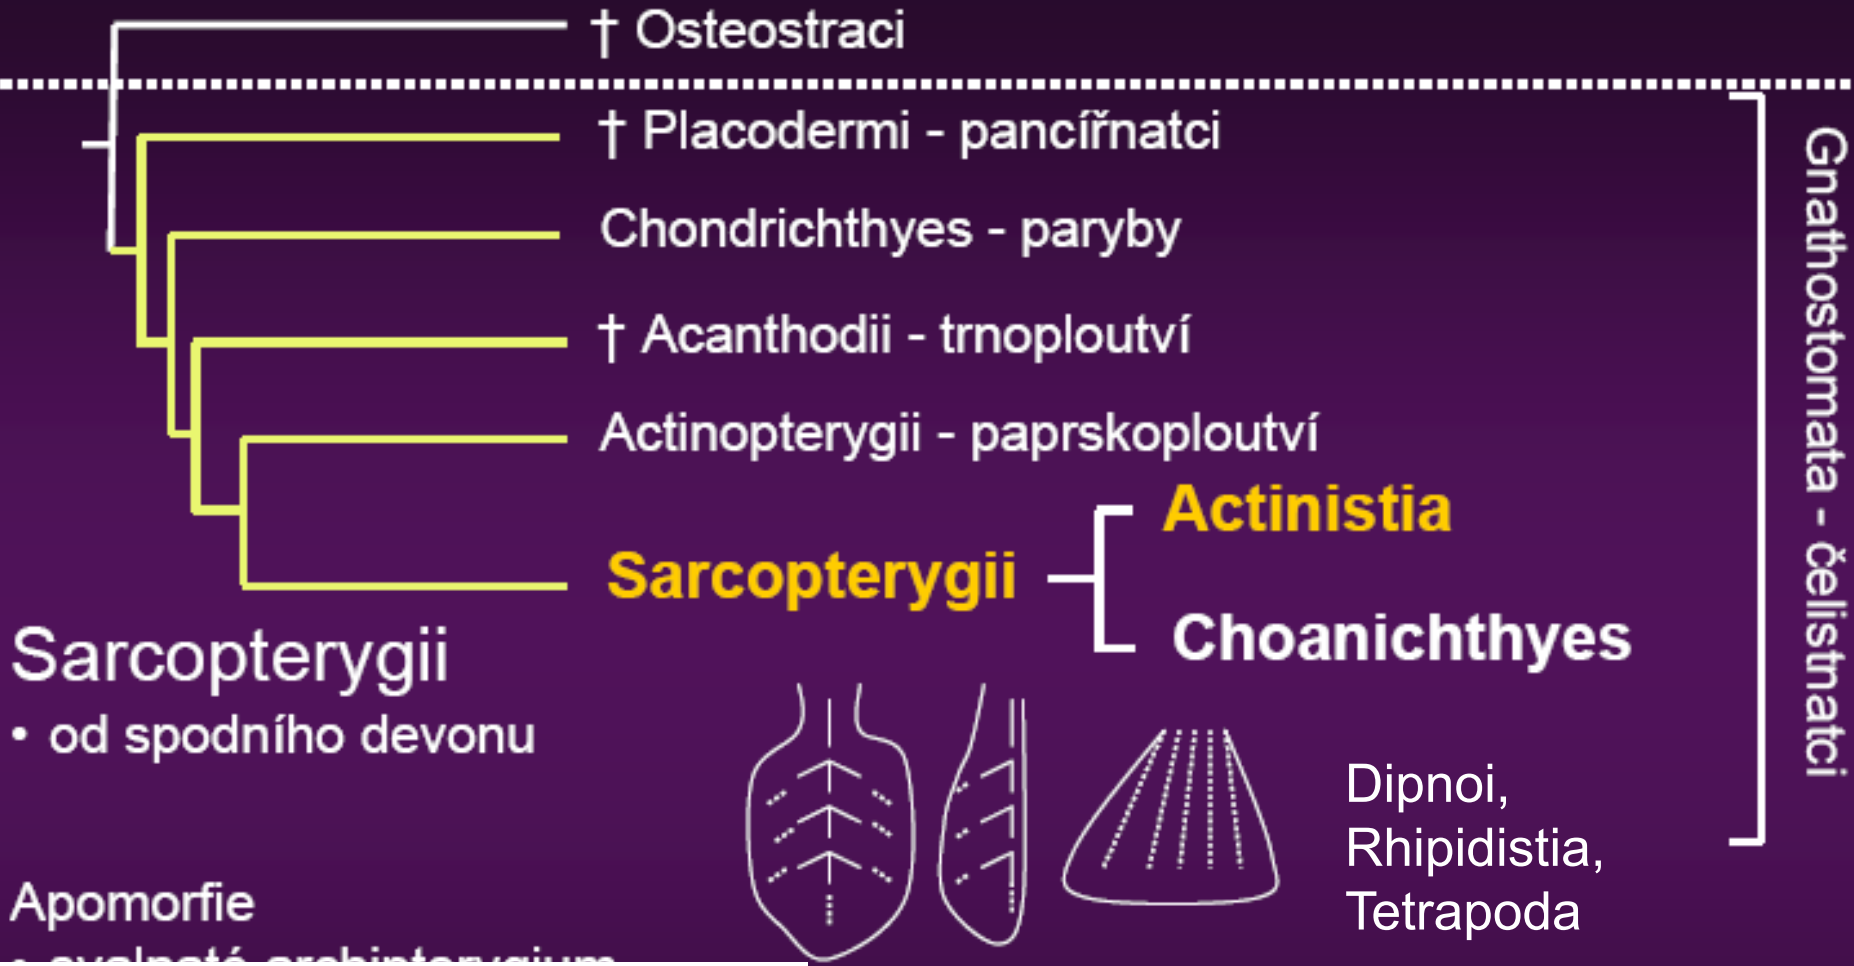 † Osteostraci
† Placodermi - pancířnatci
Chondrichthyes - paryby
† Acanthodii - trnoploutví
Actinopterygii - paprskoploutví
Actinistia
Sarcopterygii
Choanichthyes
Gnathostomata - čelistnatci
Sarcopterygii
• od spodního devonu
Dipnoi,
Rhipidistia,
Tetrapoda
Apomorfie